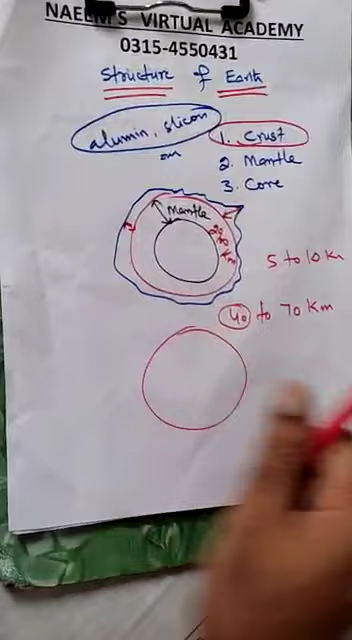 NAEEM'S VIRTUAL ACADEMY
0315-4550431
Structure of Earth
alumin, slicon
1. Crust
2. Mantle
3. Core
Mantle
5 to 10 Km
40 to 70 Km